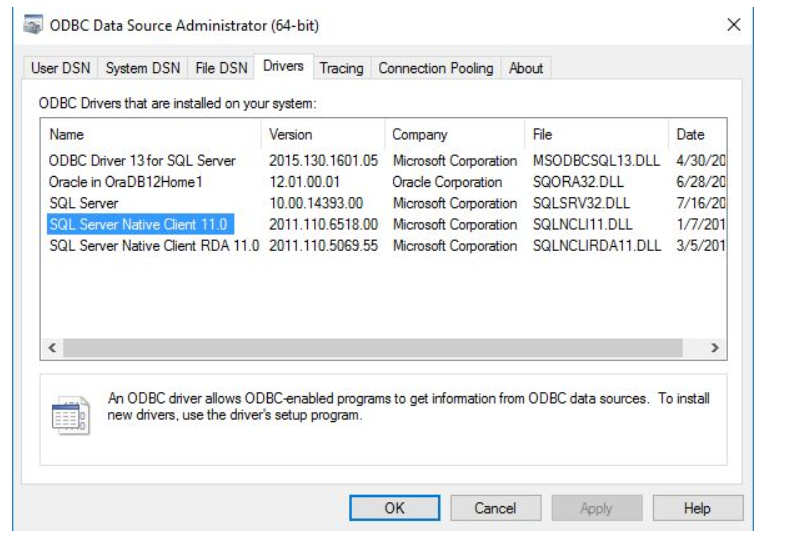 ODBC Data Source Administrator (64-bit)
User DSN System DSN File DSN Drivers Tracing Connection Pooling About
ODBC Drivers that are installed on your system:
Name Version Company File Date
ODBC Driver 13 for SQL Server 2015.130.1601.05 Microsoft Corporation MSODBCSQL13.DLL 4/30/20
Oracle in OraDB12Home1 12.01.00.01 Oracle Corporation SQORA32.DLL 6/28/20
SQL Server 10.00.14393.00 Microsoft Corporation SQLSRV32.DLL 7/16/20
SQL Server Native Client 11.0 2011.110.6518.00 Microsoft Corporation SQLNCLI11.DLL 1/7/201
SQL Server Native Client RDA 11.0 2011.110.5069.55 Microsoft Corporation SQLNCLIRDA11.DLL 3/5/201
An ODBC driver allows ODBC-enabled programs to get information from ODBC data sources. To install
new drivers, use the driver's setup program.
OK Cancel Apply Help